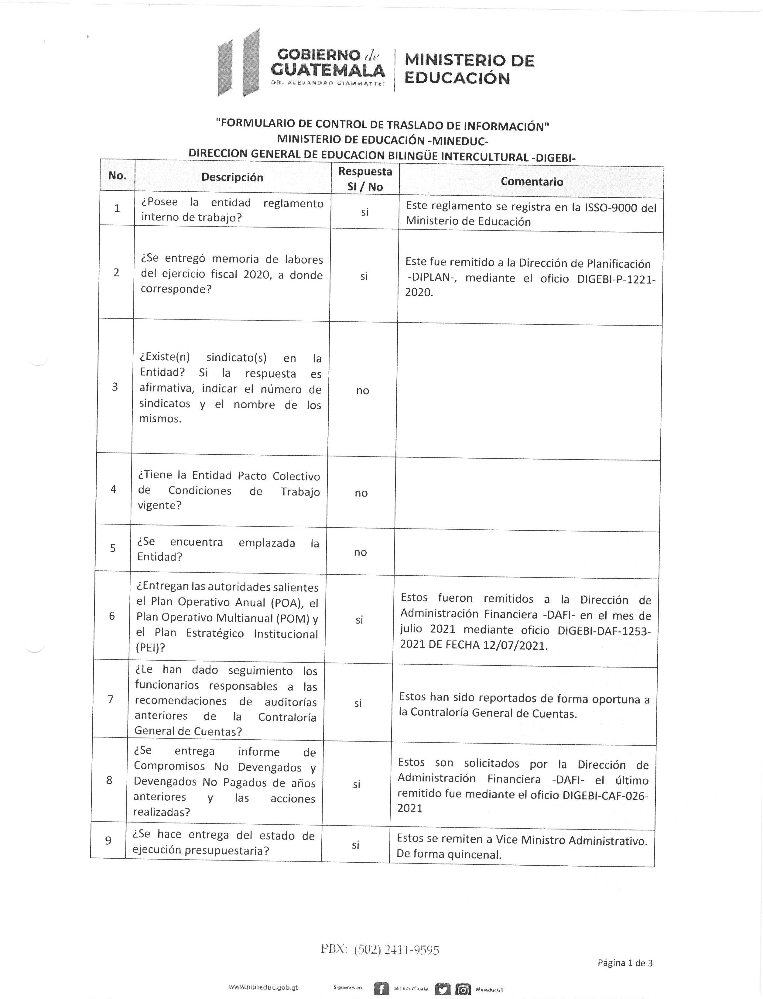 GOBIERNO de
GUATEMALA
DR. ALEJANDRO GIAMMATTEI
MINISTERIO DE
EDUCACIÓN
"FORMULARIO DE CONTROL DE TRASLADO DE INFORMACIÓN"
MINISTERIO DE EDUCACIÓN -MINEDUC-
DIRECCION GENERAL DE EDUCACION BILINGÜE INTERCULTURAL -DIGEBI-
No.
Descripción
Respuesta
SI / No
Comentario
1
¿Posee la entidad reglamento
interno de trabajo?
si
Este reglamento se registra en la ISSO-9000 del
Ministerio de Educación
2
¿Se entregó memoria de labores
del ejercicio fiscal 2020, a donde
corresponde?
si
Este fue remitido a la Dirección de Planificación
-DIPLAN-, mediante el oficio DIGEBI-P-1221-
2020.
3
¿Existe(n) sindicato(s) en la
Entidad? Si la respuesta es
afirmativa, indicar el número de
sindicatos y el nombre de los
mismos.
no
4
¿Tiene la Entidad Pacto Colectivo
de Condiciones de Trabajo
vigente?
no
5
¿Se encuentra emplazada la
Entidad?
no
6
¿Entregan las autoridades salientes
el Plan Operativo Anual (POA), el
Plan Operativo Multianual (POM) y
el Plan Estratégico Institucional
(PEI)?
si
Estos fueron remitidos a la Dirección de
Administración Financiera -DAFI- en el mes de
julio 2021 mediante oficio DIGEBI-DAF-1253-
2021 DE FECHA 12/07/2021.
7
¿Le han dado seguimiento los
funcionarios responsables a las
recomendaciones de auditorías
anteriores de la Contraloría
General de Cuentas?
si
Estos han sido reportados de forma oportuna a
la Contraloría General de Cuentas.
8
¿Se entrega informe de
Compromisos No Devengados y
Devengados No Pagados de años
anteriores y las acciones
realizadas?
si
Estos son solicitados por la Dirección de
Administración Financiera -DAFI- el último
remitido fue mediante el oficio DIGEBI-CAF-026-
2021
9
¿Se hace entrega del estado de
ejecución presupuestaria?
si
Estos se remiten a Vice Ministro Administrativo.
De forma quincenal.
PBX: (502) 2411-9595
Página 1 de 3
www.mineduc.gob.gt
Siguenos en
MineducGuate
MineducGT